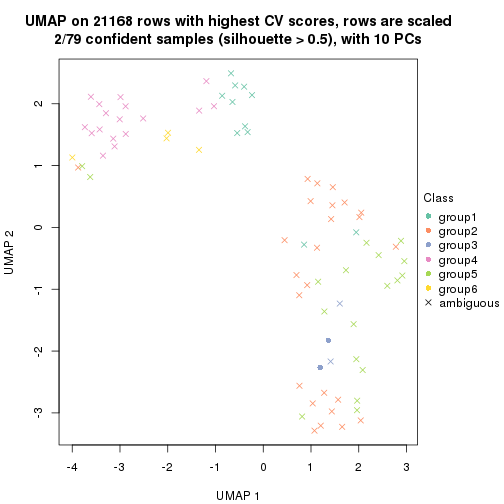 UMAP on 21168 rows with highest CV scores, rows are scaled
2/79 confident samples (silhouette > 0.5), with 10 PCs
UMAP 2
2
1
0
-1
-2
-3
-4
-3
-2
-1
0
1
2
3
UMAP 1
Class
group1
group2
group3
group4
group5
group6
ambiguous